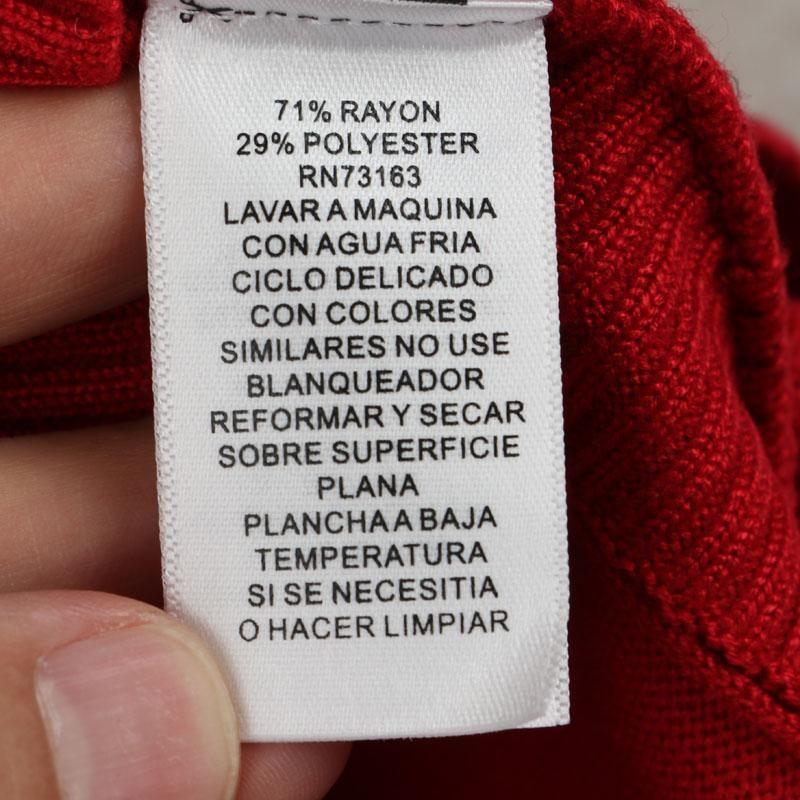 71% RAYON
29% POLYESTER
RN73163
LAVAR A MAQUINA
CON AGUA FRIA
CICLO DELICADO
CON COLORES
SIMILARES NO USE
BLANQUEADOR
REFORMAR Y SECAR
SOBRE SUPERFICIE
PLANA
PLANCHA A BAJA
TEMPERATURA
SI SE NECESITIA
O HACER LIMPIAR